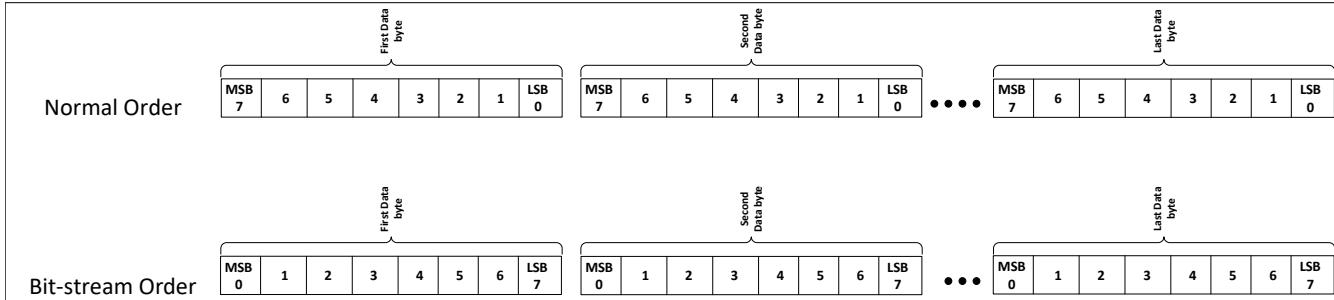 First Data
byte
Second
Data byte
Last Data
byte
Normal Order
MSB
7 6 5 4 3 2 1 LSB
0
MSB
7 6 5 4 3 2 1 LSB
0
MSB
7 6 5 4 3 2 1 LSB
0
First Data
byte
Second
Data byte
Last Data
byte
Bit-stream Order
MSB
0 1 2 3 4 5 6 LSB
7
MSB
0 1 2 3 4 5 6 LSB
7
MSB
0 1 2 3 4 5 6 LSB
7